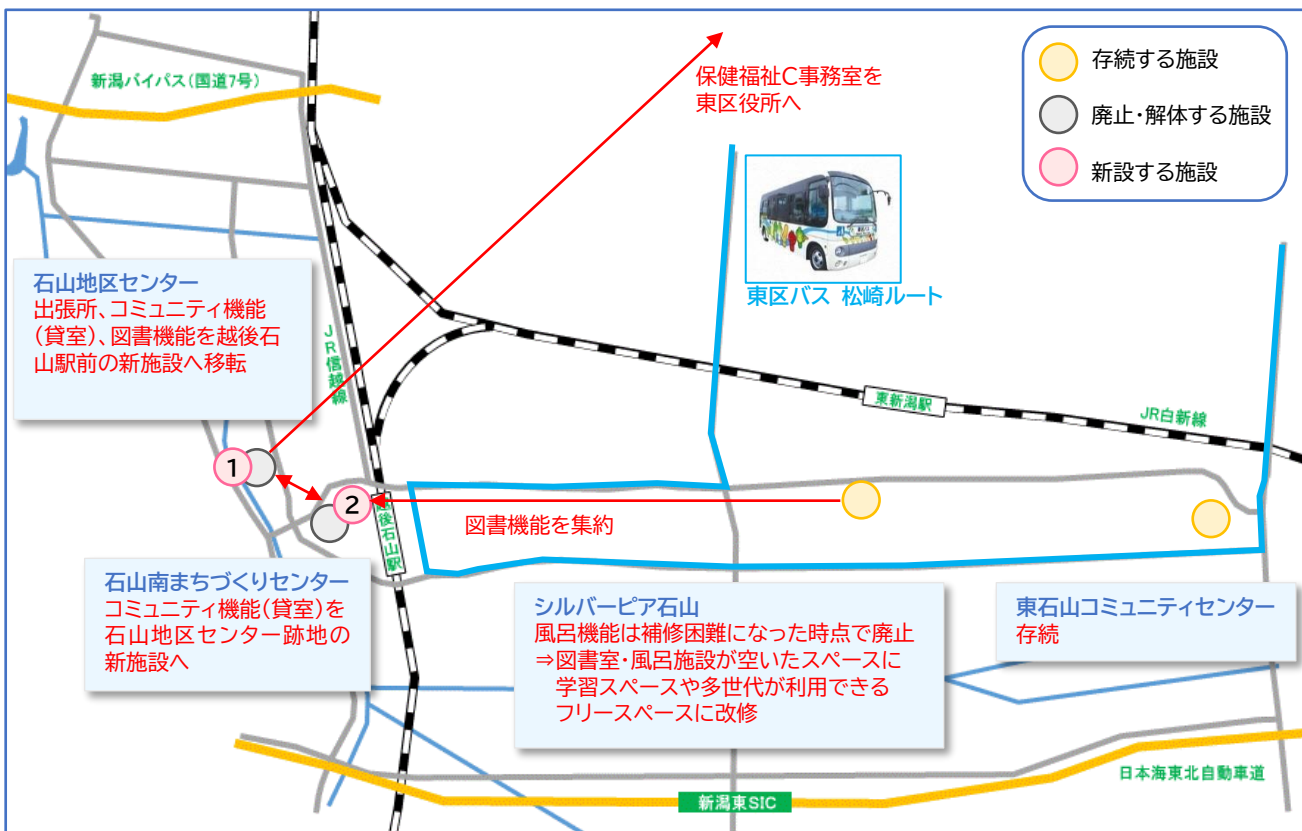 新潟バイパス(国道7号)
保健福祉C事務室を
東区役所へ
存続する施設
廃止・解体する施設
新設する施設
東区バス 松崎ルート
石山地区センター
出張所、コミュニティ機能
(貸室)、図書機能を越後石
山駅前の新施設へ移転
JR信越線
東新潟駅
JR白新線
1
2
越後石山駅
図書機能を集約
石山南まちづくりセンター
コミュニティ機能(貸室)を
石山地区センター跡地の
新施設へ
シルバーピア石山
風呂機能は補修困難になった時点で廃止
⇒図書室・風呂施設が空いたスペースに
学習スペースや多世代が利用できる
フリースペースに改修
東石山コミュニティセンター
存続
日本海東北自動車道
新潟東SIC